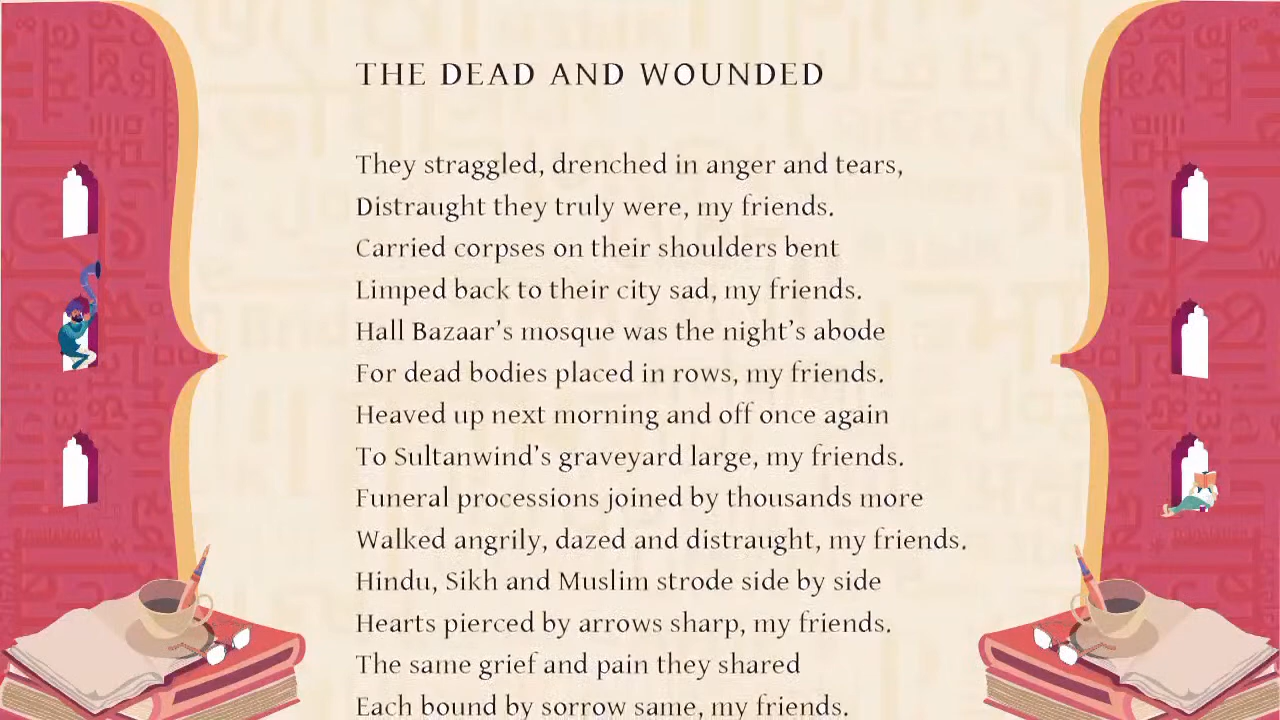 THE DEAD AND WOUNDED
They straggled, drenched in anger and tears,
Distraught they truly were, my friends.
Carried corpses on their shoulders bent
Limped back to their city sad, my friends.
Hall Bazaar’s mosque was the night’s abode
For dead bodies placed in rows, my friends.
Heaved up next morning and off once again
To Sultanwind’s graveyard large, my friends.
Funeral processions joined by thousands more
Walked angrily, dazed and distraught, my friends.
Hindu, Sikh and Muslim strode side by side
Hearts pierced by arrows sharp, my friends.
The same grief and pain they shared
Each bound by sorrow same, my friends.